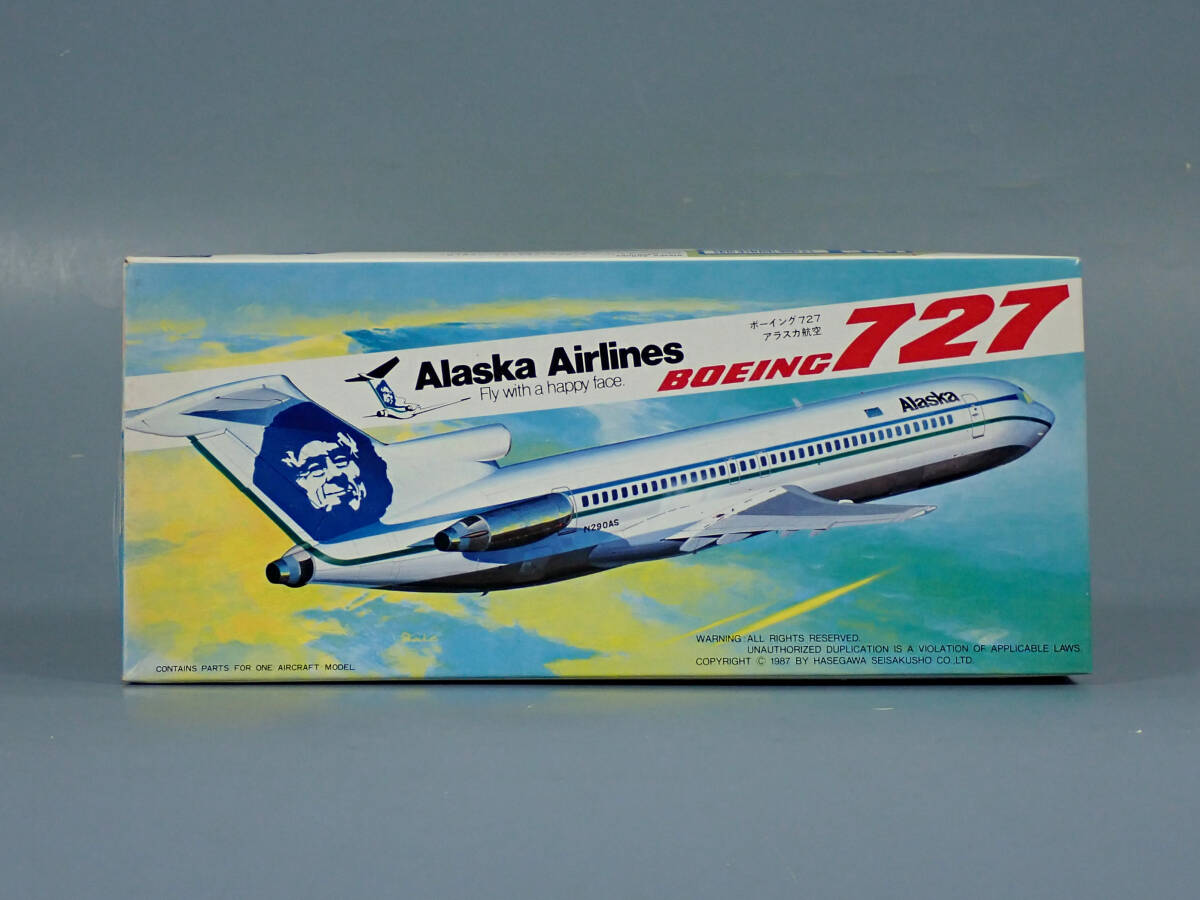 ボーイング727
アラスカ航空
Alaska Airlines
Fly with a happy face.
BOEING 727
Alaska
N290AS
CONTAINS PARTS FOR ONE AIRCRAFT MODEL.
WARNING: ALL RIGHTS RESERVED.
UNAUTHORIZED DUPLICATION IS A VIOLATION OF APPLICABLE LAWS.
COPYRIGHT © 1987 BY HASEGAWA SEISAKUSHO CO.,LTD.